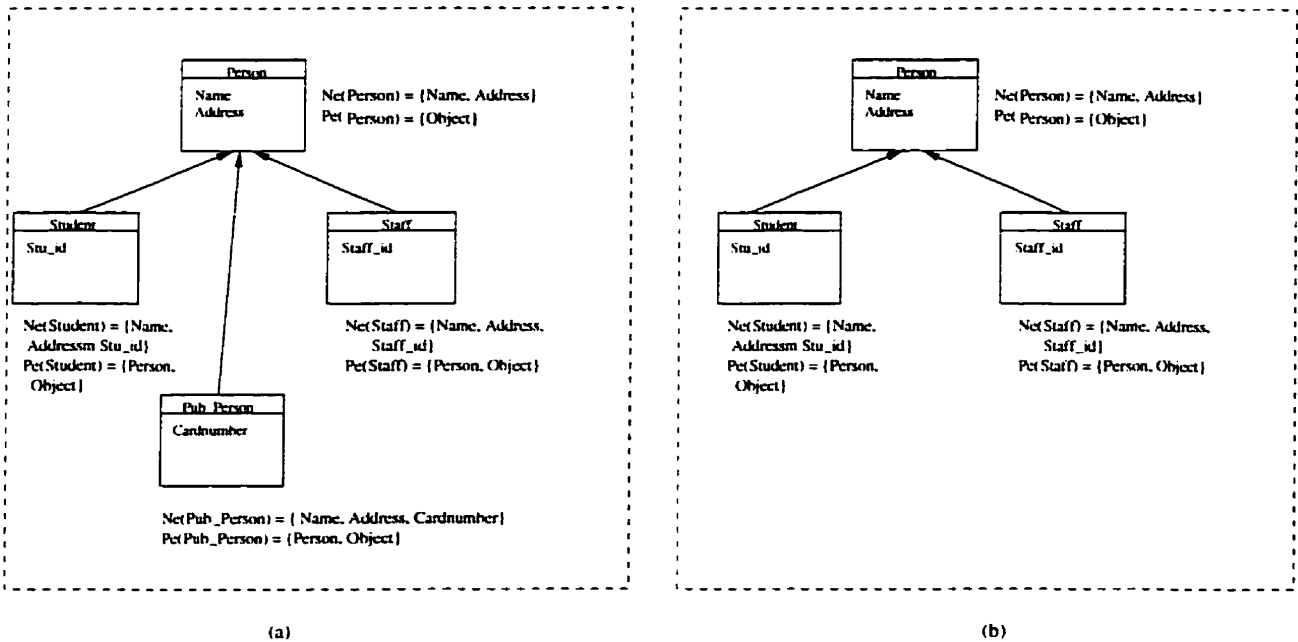 Person
Name
Address
Ne(Person) = {Name, Address}
Pe(Person) = {Object}
Student
Stu_id
Staff
Staff_id
Ne(Student) = {Name,
Addressm Stu_id}
Pe(Student) = {Person,
Object}
Ne(Staff) = {Name, Address,
Staff_id}
Pe(Staff) = {Person, Object}
Pub_Person
Cardnumber
Ne(Pub_Person) = { Name, Address, Cardnumber}
Pe(Pub_Person) = {Person, Object}
(a)
Person
Name
Address
Ne(Person) = {Name, Address}
Pe(Person) = {Object}
Student
Stu_id
Staff
Staff_id
Ne(Student) = {Name,
Addressm Stu_id}
Pe(Student) = {Person,
Object}
Ne(Staff) = {Name, Address,
Staff_id}
Pe(Staff) = {Person, Object}
(b)